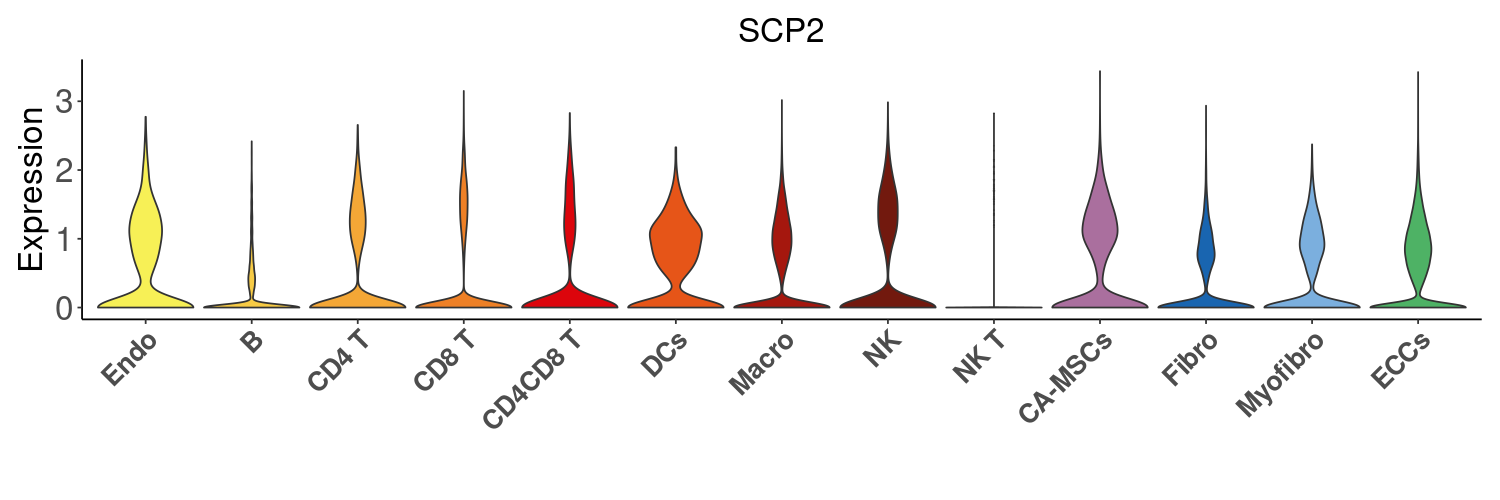 SCP2
Expression
3
2
1
0
Endo
B
CD4 T
CD8 T
CD4CD8 T
DCs
Macro
NK
NK T
CA-MSCs
Fibro
Myofibro
ECCs